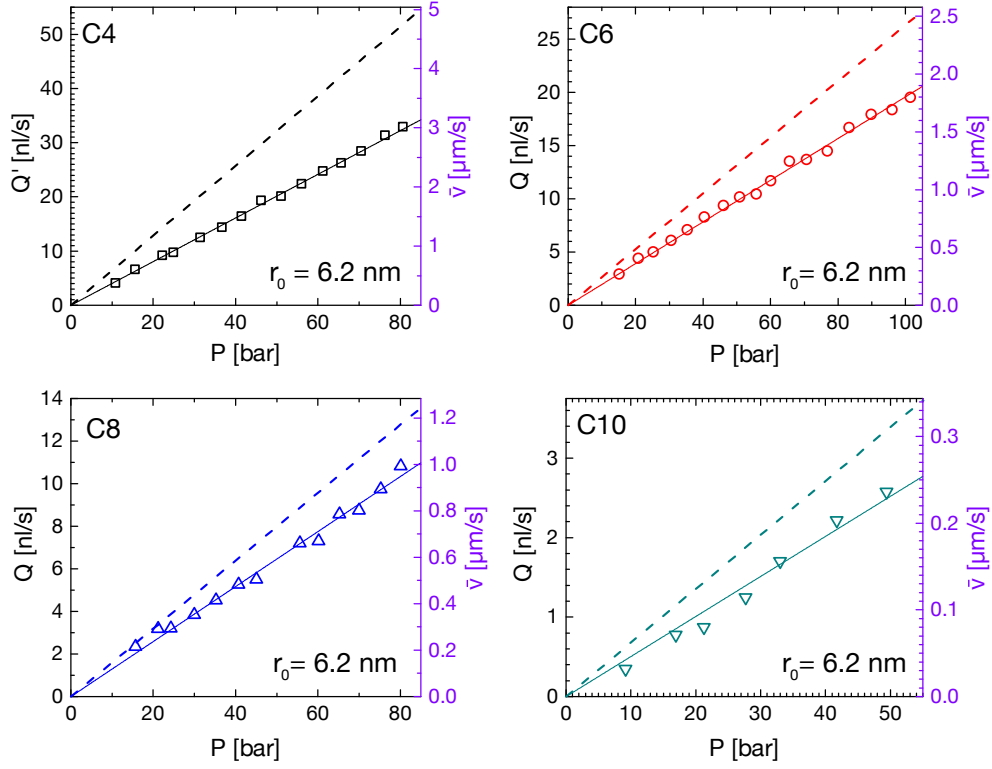 C4
Q' [nl/s]
50
40
30
20
10
0
0 20 40 60 80
P [bar]
5
4
3
2
1
0
v̄ [µm/s]
r₀ = 6.2 nm
C6
Q [nl/s]
25
20
15
10
5
0
0 20 40 60 80 100
P [bar]
2.5
2.0
1.5
1.0
0.5
0.0
v̄ [µm/s]
r₀ = 6.2 nm
C8
Q [nl/s]
14
12
10
8
6
4
2
0
0 20 40 60 80
P [bar]
1.2
1.0
0.8
0.6
0.4
0.2
0.0
v̄ [µm/s]
r₀= 6.2 nm
C10
Q [nl/s]
3
2
1
0
0 10 20 30 40 50
P [bar]
0.3
0.2
0.1
0.0
v̄ [µm/s]
r₀= 6.2 nm